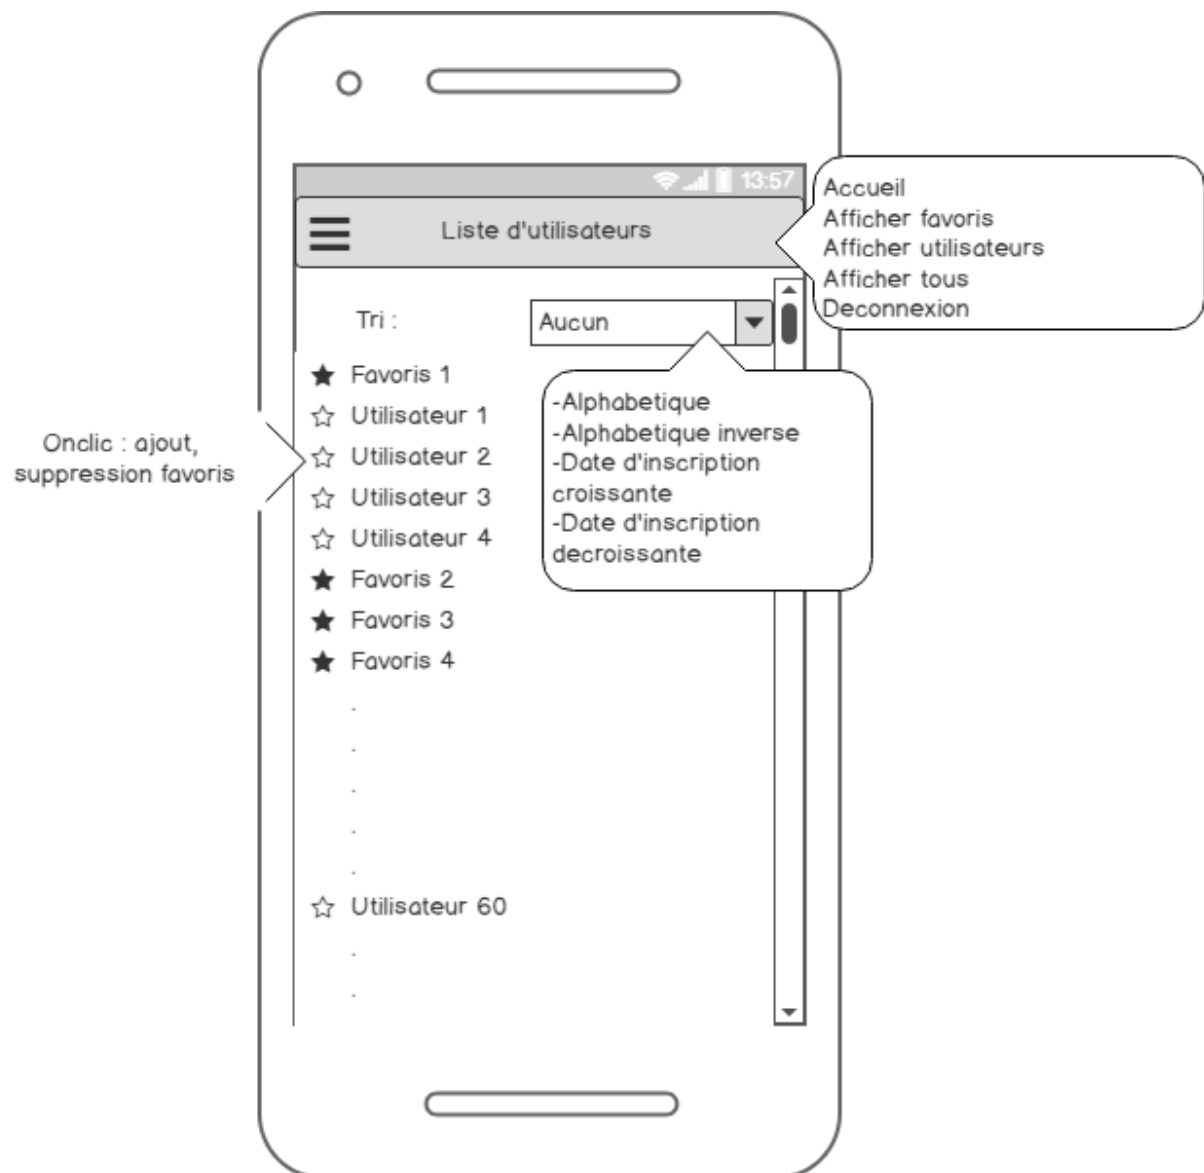 13:57
Liste d'utilisateurs
Accueil
Afficher favoris
Afficher utilisateurs
Afficher tous
Deconnexion
Tri :
Aucun
Favoris 1
Utilisateur 1
Utilisateur 2
Utilisateur 3
Utilisateur 4
Favoris 2
Favoris 3
Favoris 4
.
.
.
.
.
Utilisateur 60
.
.
-Alphabetique
-Alphabetique inverse
-Date d'inscription
croissante
-Date d'inscription
decroissante
Onclic : ajout,
suppression favoris